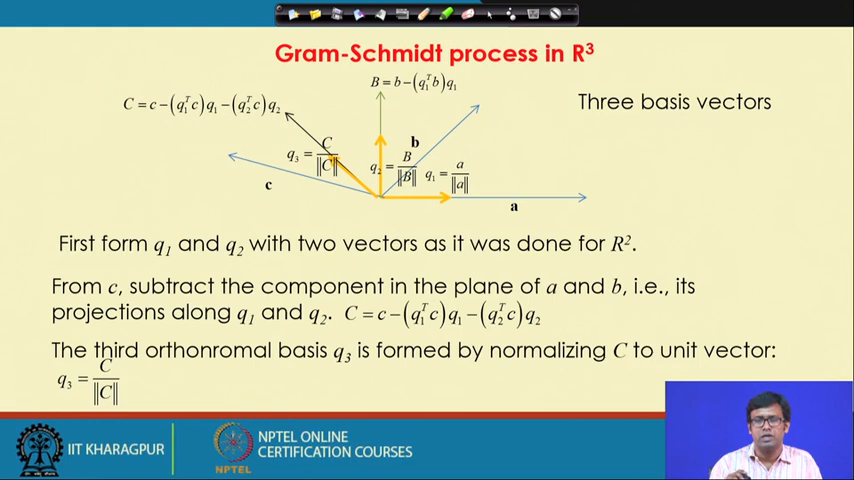 Gram-Schmidt process in R³
B = b − (q₁ᵀb)q₁
C = c − (q₁ᵀc)q₁ − (q₂ᵀc)q₂
Three basis vectors
b
q₃ = C/‖C‖
q₂ = B/‖B‖
q₁ = a/‖a‖
c
a
First form q₁ and q₂ with two vectors as it was done for R².
From c, subtract the component in the plane of a and b, i.e., its
projections along q₁ and q₂. C = c − (q₁ᵀc)q₁ − (q₂ᵀc)q₂
The third orthonromal basis q₃ is formed by normalizing C to unit vector:
q₃ = C/‖C‖
IIT KHARAGPUR
NPTEL
NPTEL ONLINE
CERTIFICATION COURSES